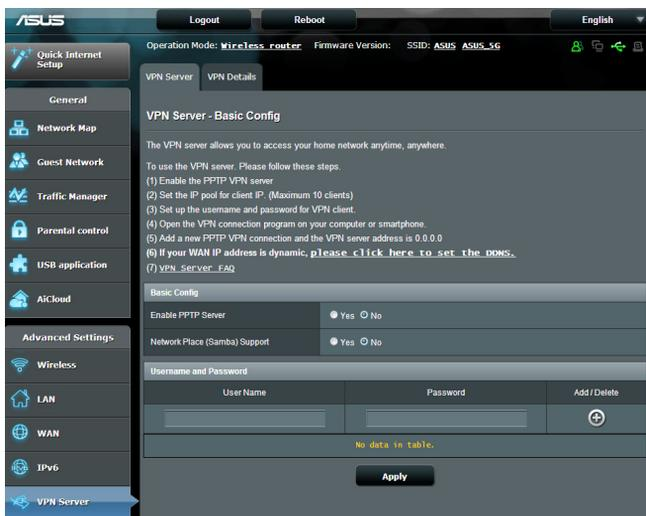 ASUS
Logout
Reboot
English
Quick Internet
Setup
Operation Mode: Wireless router Firmware Version: SSID: ASUS ASUS_5G
VPN Server
VPN Details
General
Network Map
Guest Network
Traffic Manager
Parental control
USB application
AiCloud
Advanced Settings
Wireless
LAN
WAN
IPv6
VPN Server
VPN Server - Basic Config
The VPN server allows you to access your home network anytime, anywhere.
To use the VPN server. Please follow these steps.
(1) Enable the PPTP VPN server
(2) Set the IP pool for client IP. (Maximum 10 clients)
(3) Set up the username and password for VPN client.
(4) Open the VPN connection program on your computer or smartphone.
(5) Add a new PPTP VPN connection and the VPN server address is 0.0.0.0
(6) If your WAN IP address is dynamic, please click here to set the DDNS.
(7) VPN Server FAQ
Basic Config
Enable PPTP Server Yes No
Network Place (Samba) Support Yes No
Username and Password
User Name Password Add / Delete
No data in table.
Apply